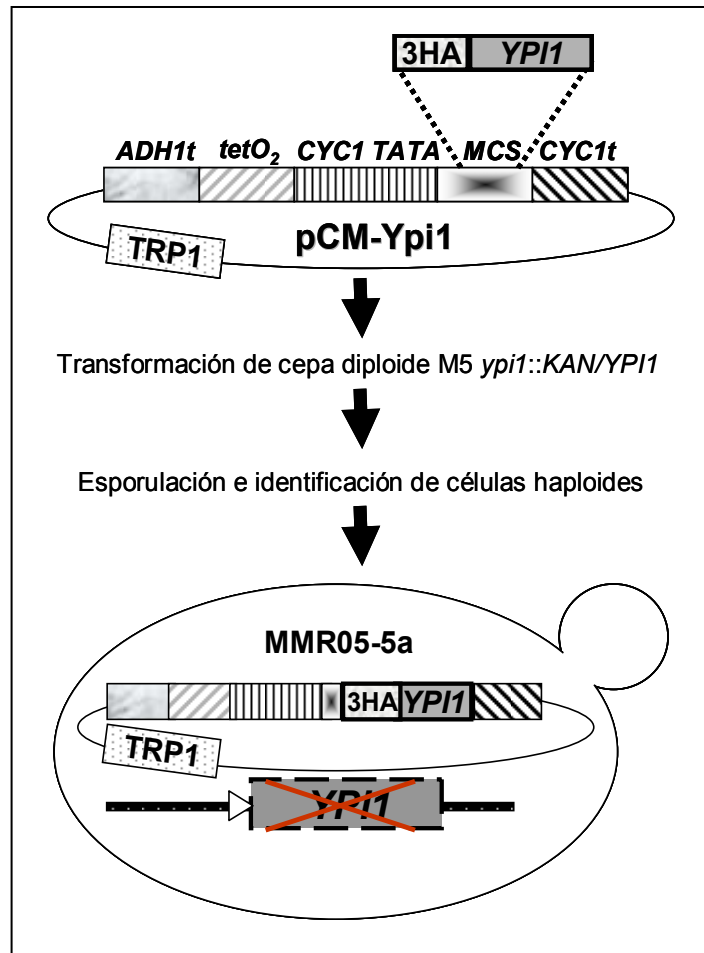 3HA YPI1
ADH1t tetO2 CYC1 TATA MCS CYC1t
TRP1
pCM-Ypi1
Transformación de cepa diploide M5 ypi1::KAN/YPI1
Esporulación e identificación de células haploides
MMR05-5a
3HA YPI1
TRP1
YPI1